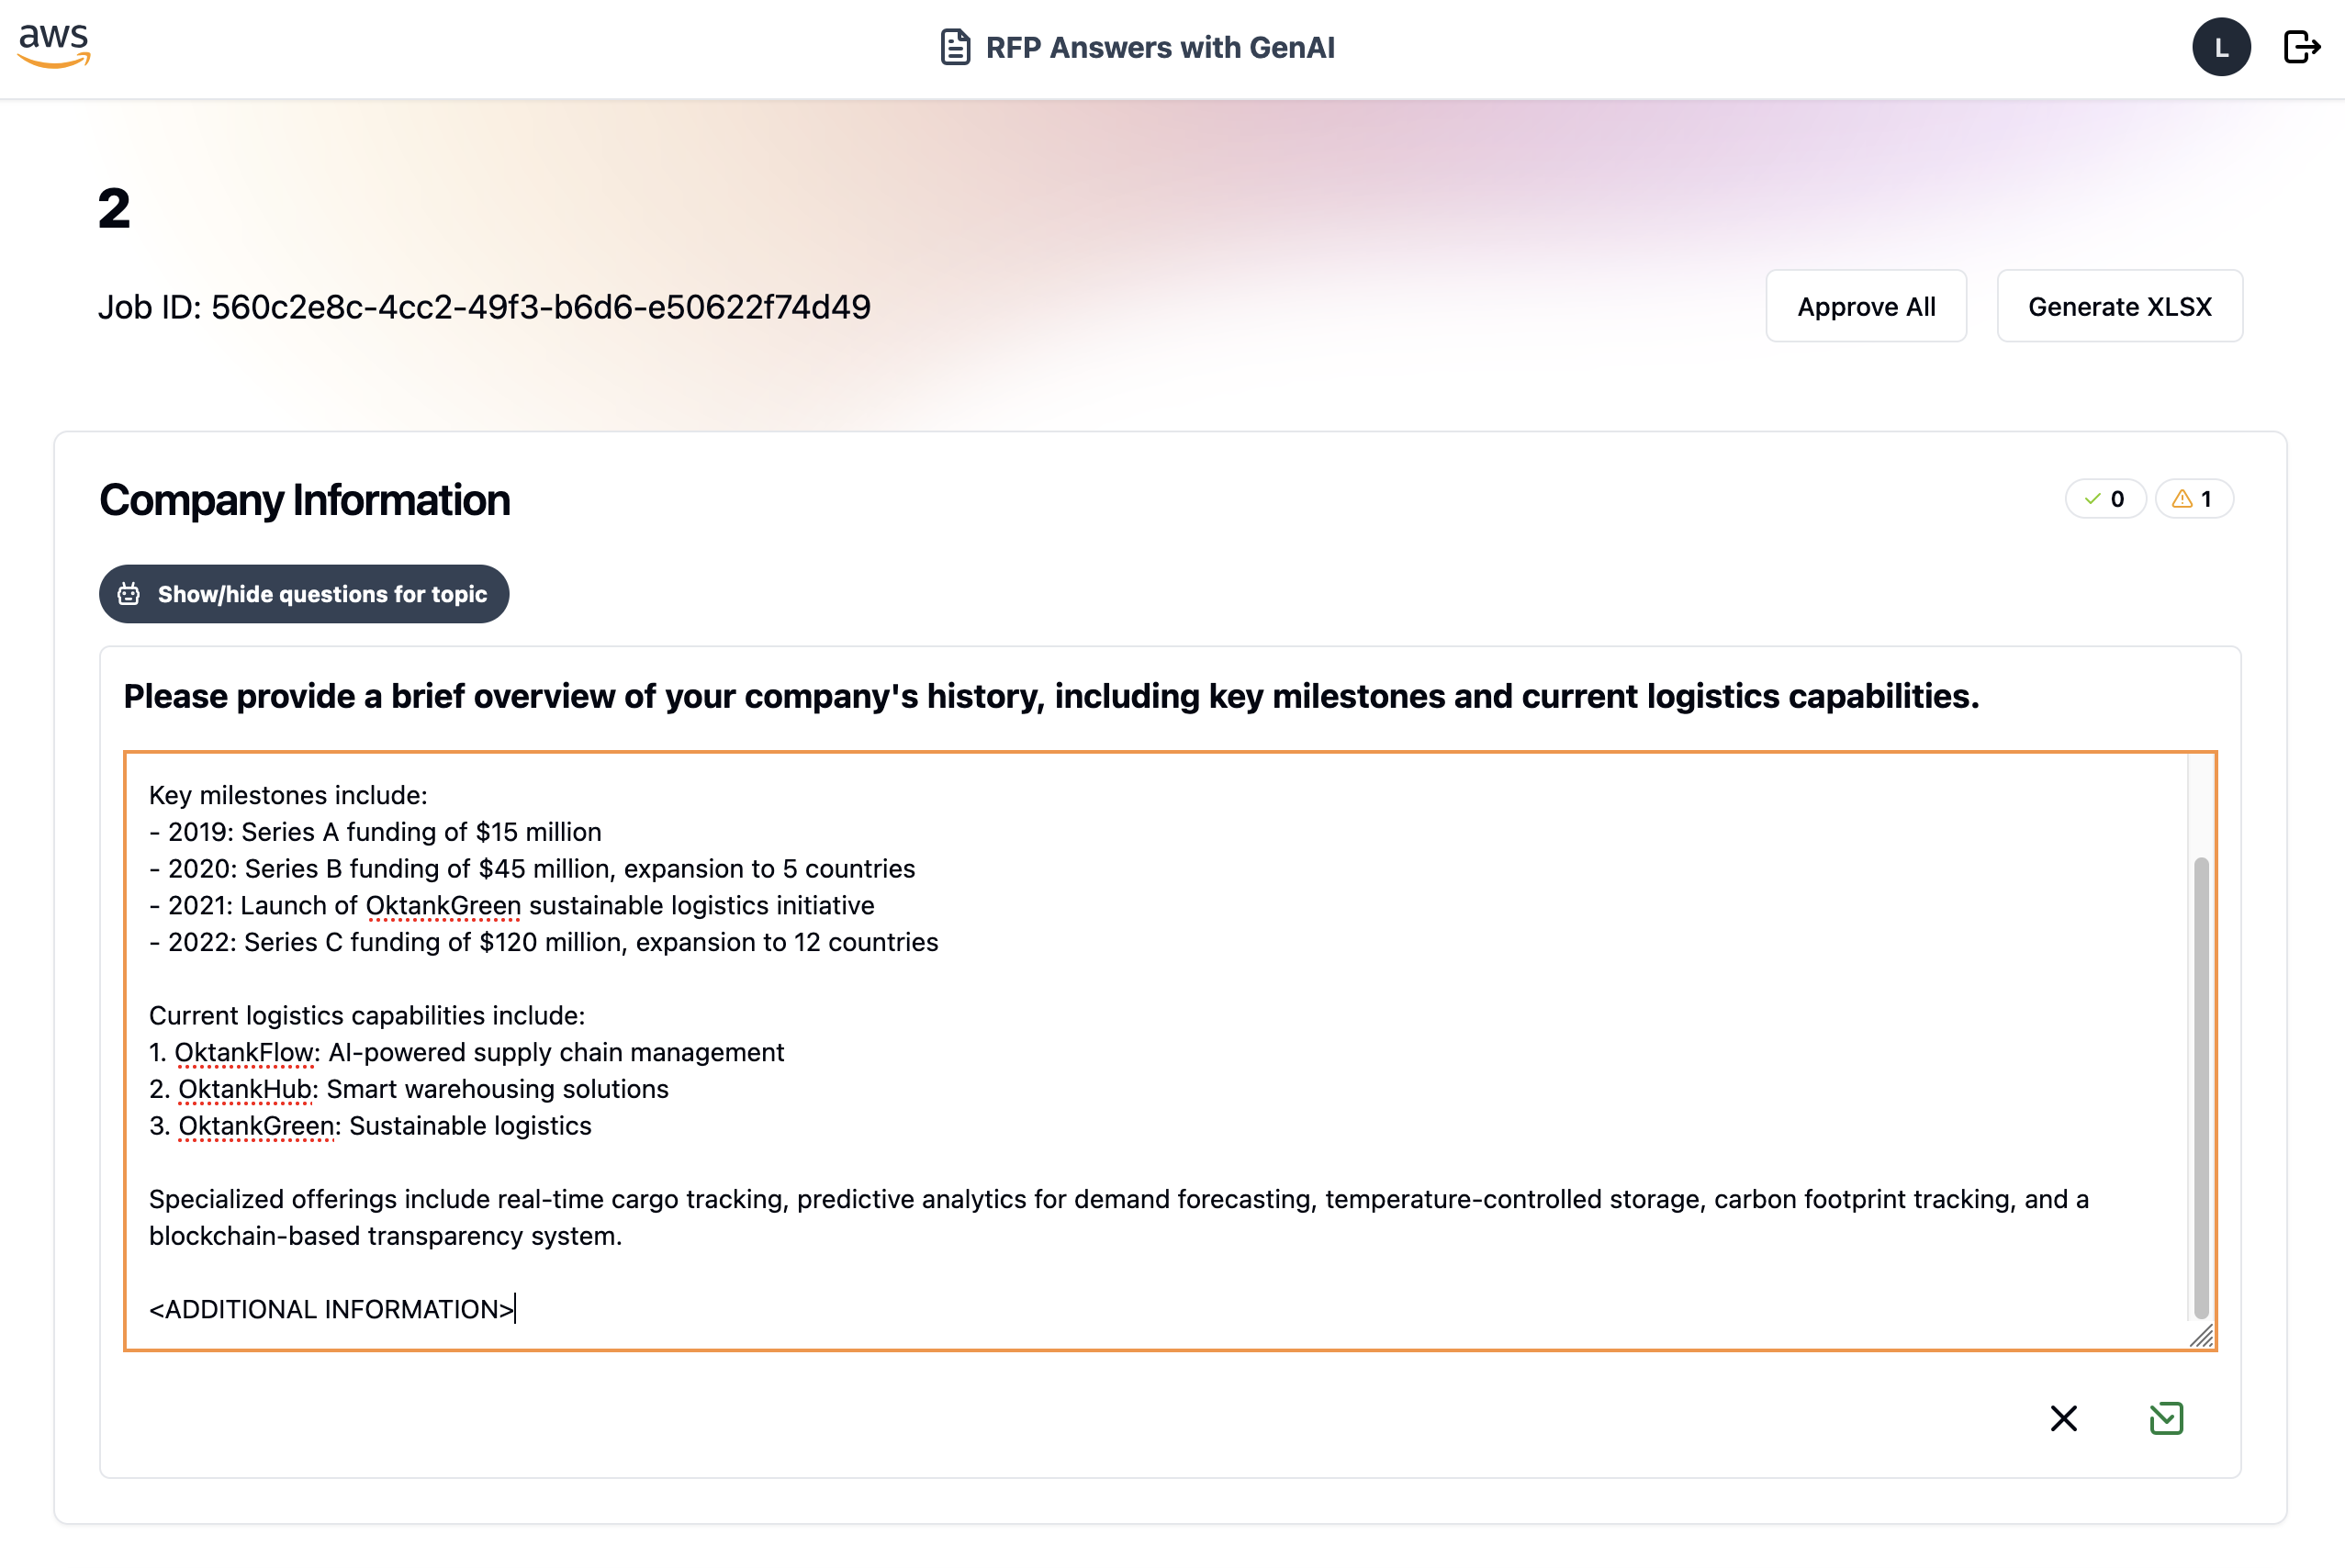 aws
RFP Answers with GenAI
L
2
Job ID: 560c2e8c-4cc2-49f3-b6d6-e50622f74d49
Approve All
Generate XLSX
Company Information
0
1
Show/hide questions for topic
Please provide a brief overview of your company's history, including key milestones and current logistics capabilities.
Key milestones include:
- 2019: Series A funding of $15 million
- 2020: Series B funding of $45 million, expansion to 5 countries
- 2021: Launch of OktankGreen sustainable logistics initiative
- 2022: Series C funding of $120 million, expansion to 12 countries
Current logistics capabilities include:
1. OktankFlow: AI-powered supply chain management
2. OktankHub: Smart warehousing solutions
3. OktankGreen: Sustainable logistics
Specialized offerings include real-time cargo tracking, predictive analytics for demand forecasting, temperature-controlled storage, carbon footprint tracking, and a
blockchain-based transparency system.
<ADDITIONAL INFORMATION>